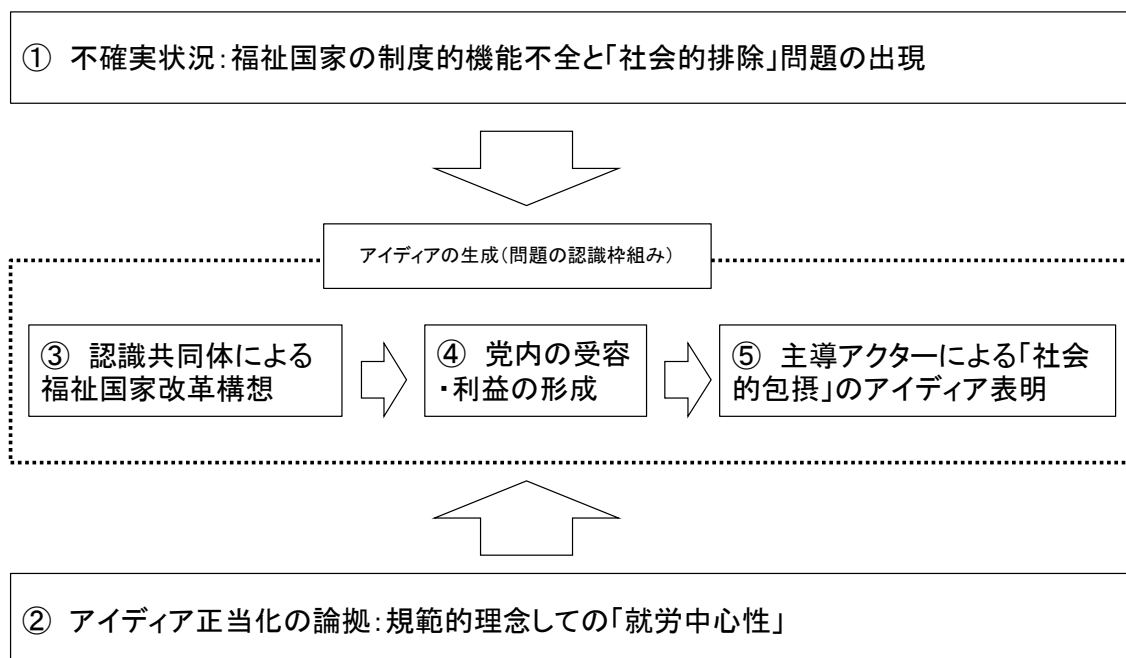 ① 不確実状況：福祉国家の制度的機能不全と「社会的排除」問題の出現
アイディアの生成（問題の認識枠組み）
③ 認識共同体による
福祉国家改革構想
④ 党内の受容
・利益の形成
⑤ 主導アクターによる「社会
的包摂」のアイディア表明
② アイディア正当化の論拠：規範的理念しての「就労中心性」